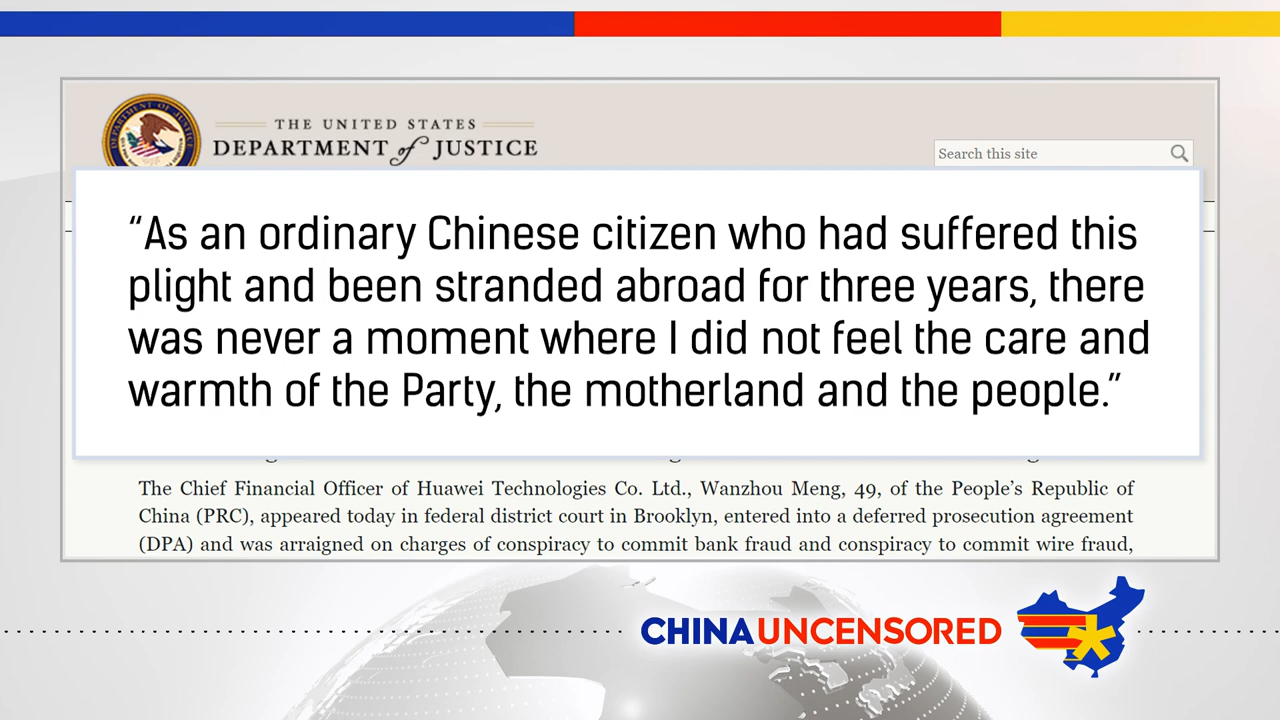 THE UNITED STATES
DEPARTMENT of JUSTICE
Search this site
“As an ordinary Chinese citizen who had suffered this
plight and been stranded abroad for three years, there
was never a moment where I did not feel the care and
warmth of the Party, the motherland and the people.”
The Chief Financial Officer of Huawei Technologies Co. Ltd., Wanzhou Meng, 49, of the People’s Republic of
China (PRC), appeared today in federal district court in Brooklyn, entered into a deferred prosecution agreement
(DPA) and was arraigned on charges of conspiracy to commit bank fraud and conspiracy to commit wire fraud,
CHINA UNCENSORED